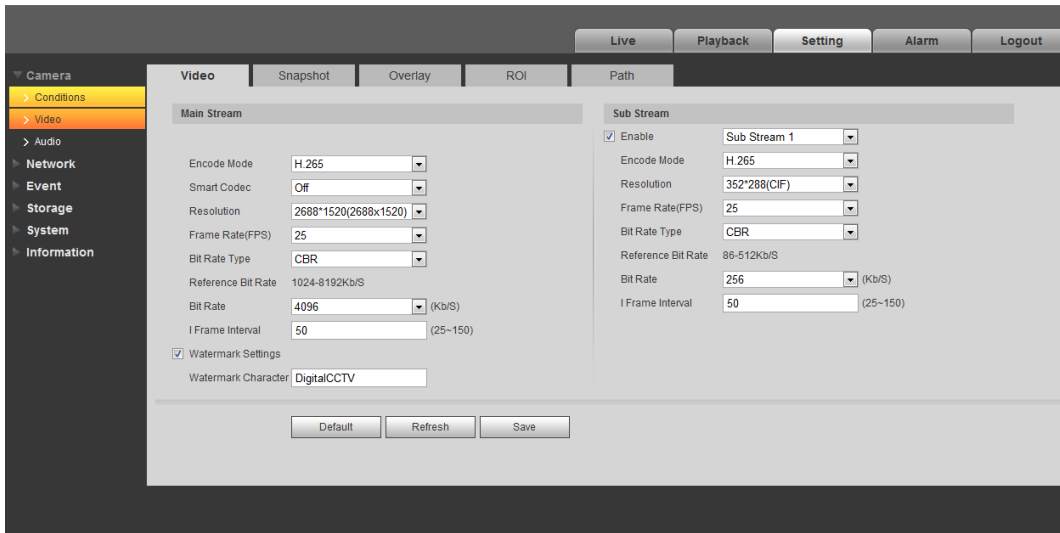 Live Playback Setting Alarm Logout
Camera
Conditions
Video
Audio
Network
Event
Storage
System
Information
Video Snapshot Overlay ROI Path
Main Stream
Encode Mode H.265
Smart Codec Off
Resolution 2688*1520(2688x1520)
Frame Rate(FPS) 25
Bit Rate Type CBR
Reference Bit Rate 1024-8192Kb/S
Bit Rate 4096 (Kb/S)
I Frame Interval 50 (25~150)
Watermark Settings
Watermark Character DigitalCCTV
Sub Stream
Enable Sub Stream 1
Encode Mode H.265
Resolution 352*288(CIF)
Frame Rate(FPS) 25
Bit Rate Type CBR
Reference Bit Rate 86-512Kb/S
Bit Rate 256 (Kb/S)
I Frame Interval 50 (25~150)
Default Refresh Save